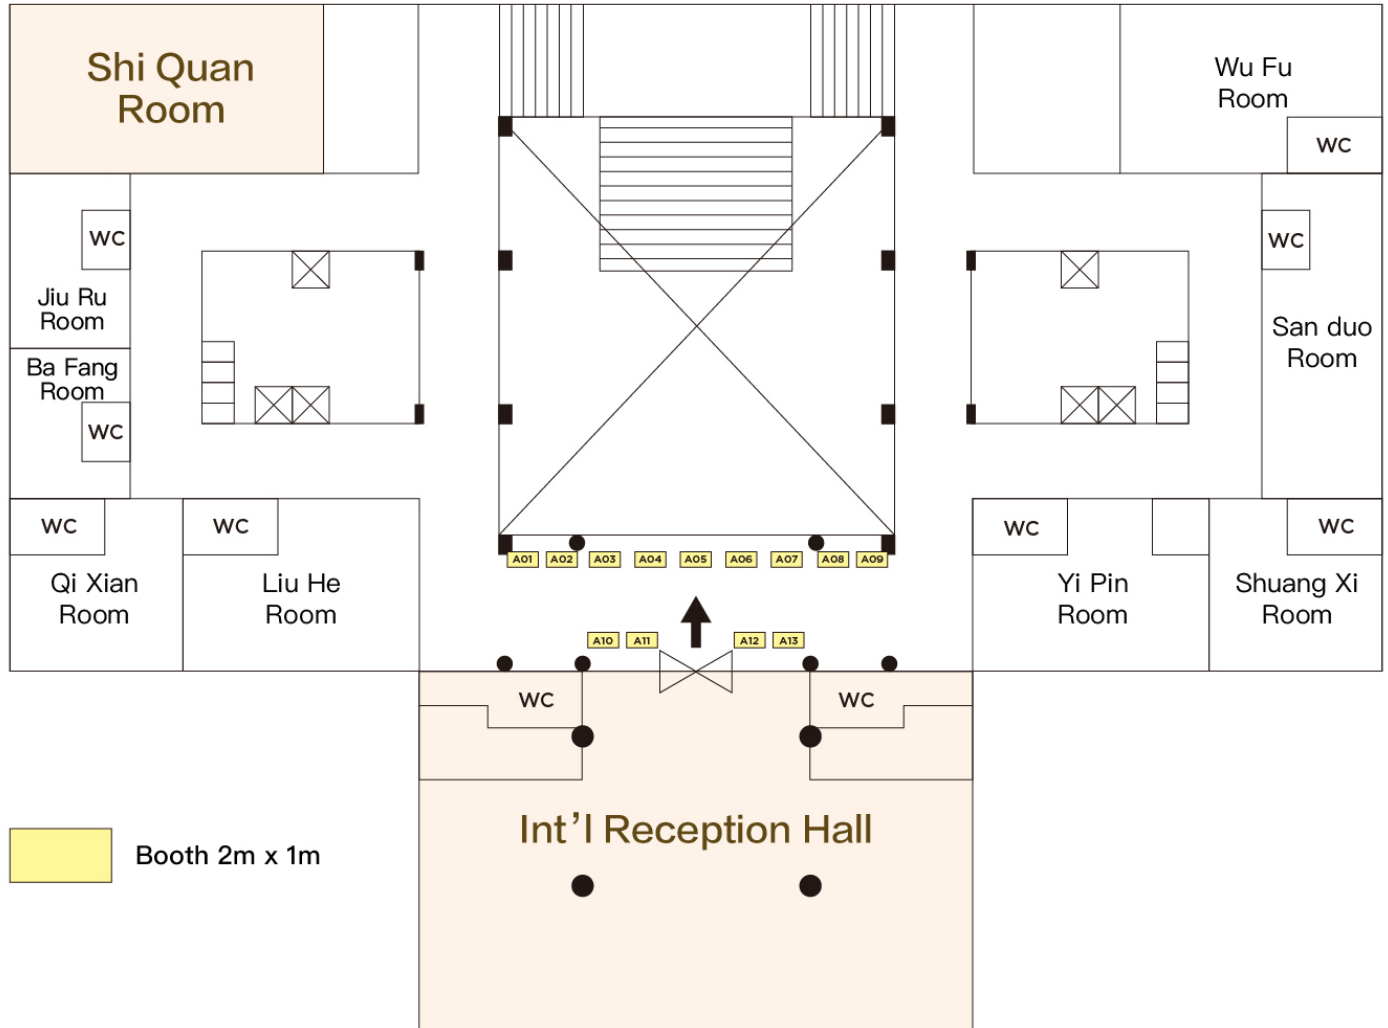 Shi Quan
Room
Wu Fu
Room
WC
WC
Jiu Ru
Room
WC
San duo
Room
Ba Fang
Room
WC
WC
Qi Xian
Room
WC
Liu He
Room
WC
Yi Pin
Room
WC
Shuang Xi
Room
A01
A02
A03
A04
A05
A06
A07
A08
A09
A10
A11
A12
A13
WC
WC
Int'l Reception Hall
Booth 2m x 1m